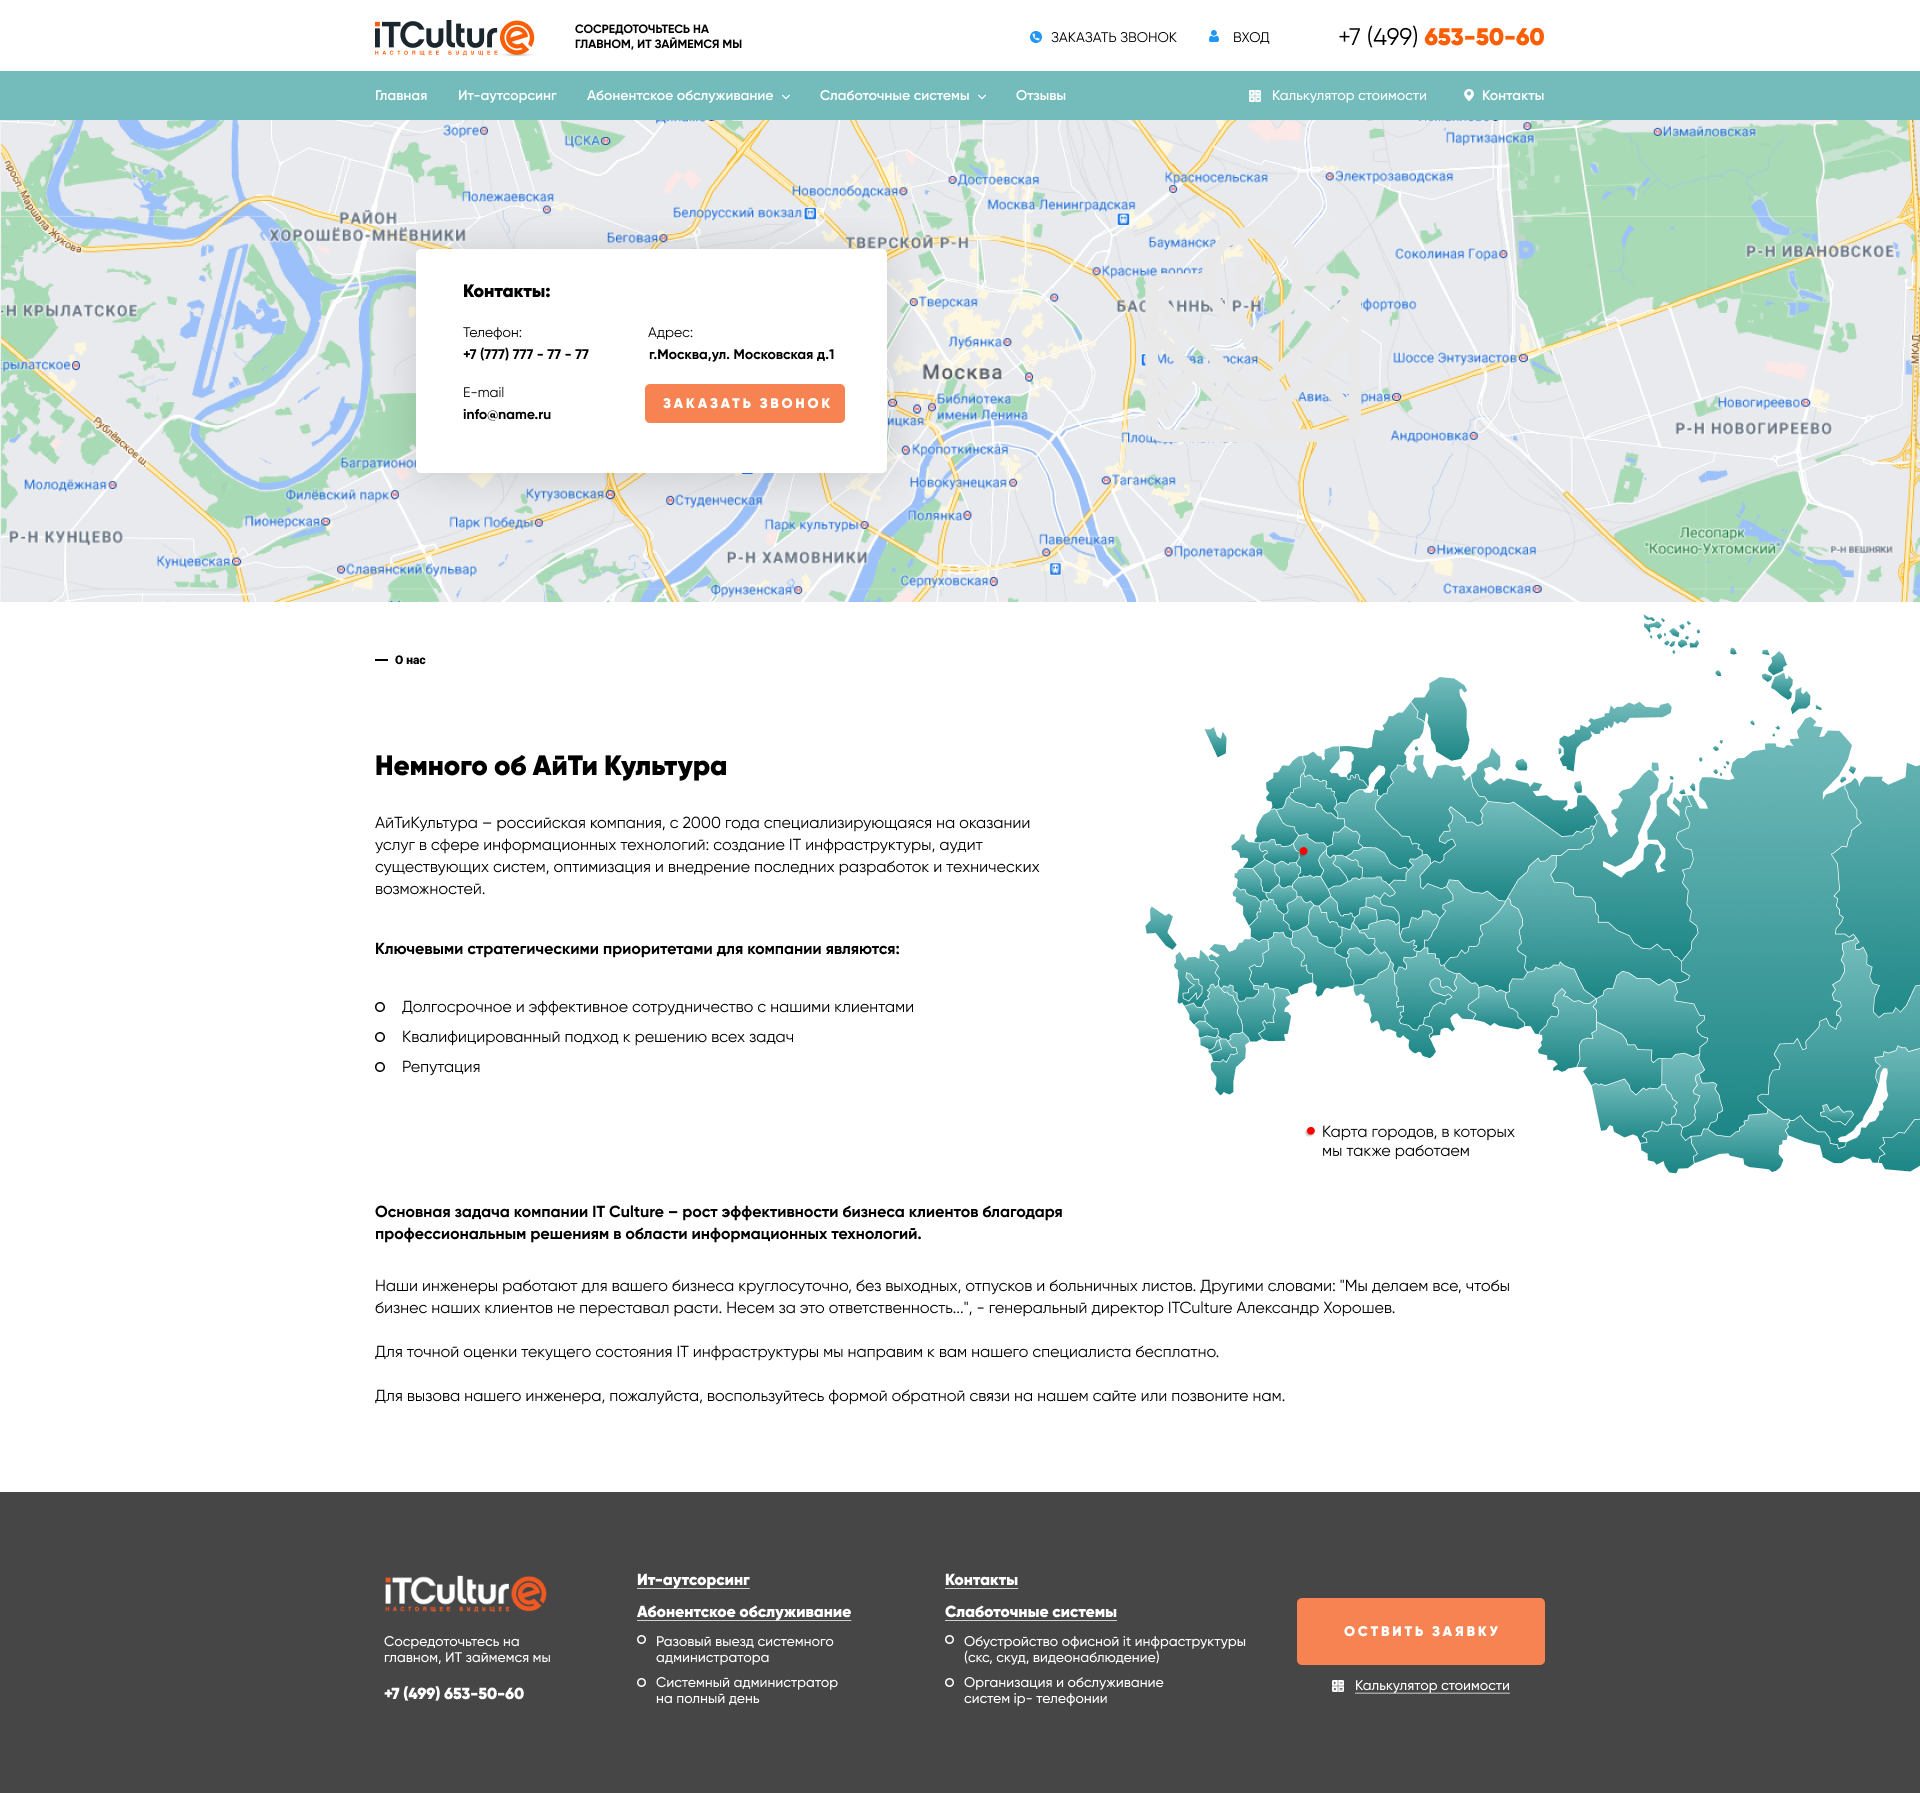 iTCulture
НАСТОЯЩЕЕ БУДУЩЕЕ
СОСРЕДОТОЧЬТЕСЬ НА
ГЛАВНОМ, ИТ ЗАЙМЕМСЯ МЫ
ЗАКАЗАТЬ ЗВОНОК
ВХОД
+7 (499) 653-50-60
Главная
Ит-аутсорсинг
Абонентское обслуживание
Слаботочные системы
Отзывы
Калькулятор стоимости
Контакты
Зорге
ЦСКА
Партизанская
Измайловская
просп. Маршала Жукова
Полежаевская
Новослободская
Достоевская
Красносельская
Электрозаводская
РАЙОН
ХОРОШЁВО-МНЁВНИКИ
Белорусский вокзал
Москва Ленинградская
Беговая
ТВЕРСКОЙ Р-Н
Бауманска
Соколиная Гора
Р-Н ИВАНОВСКОЕ
Красные ворота
-Н КРЫЛАТСКОЕ
Тверская
Р-Н
ефортово
Лубянка
рылатское
Москва
Шоссе Энтузиастов
МКАД
Библиотека
имени Ленина
Новогиреево
Р-Н НОВОГИРЕЕВО
Рублёвское ш.
Кропоткинская
Андроновка
Багратионо
Молодёжная
Филёвский парк
Кутузовская
Студенческая
Новокузнецкая
Таганская
Пионерская
Парк Победы
Парк культуры
Полянка
Павелецкая
Р-Н КУНЦЕВО
Кунцевская
Славянский бульвар
Р-Н ХАМОВНИКИ
Пролетарская
Нижегородская
Лесопарк
"Косино-Ухтомский"
Р-Н ВЕШНЯКИ
Фрунзенская
Серпуховская
Стахановская
Контакты:
Телефон:
+7 (777) 777 - 77 - 77
Адрес:
г.Москва,ул. Московская д.1
E-mail
info@name.ru
ЗАКАЗАТЬ ЗВОНОК
О нас
Немного об АйТи Культура
АйТиКультура – российская компания, с 2000 года специализирующаяся на оказании
услуг в сфере информационных технологий: создание IT инфраструктуры, аудит
существующих систем, оптимизация и внедрение последних разработок и технических
возможностей.
Ключевыми стратегическими приоритетами для компании являются:
Долгосрочное и эффективное сотрудничество с нашими клиентами
Квалифицированный подход к решению всех задач
Репутация
Карта городов, в которых
мы также работаем
Основная задача компании IT Culture – рост эффективности бизнеса клиентов благодаря
профессиональным решениям в области информационных технологий.
Наши инженеры работают для вашего бизнеса круглосуточно, без выходных, отпусков и больничных листов. Другими словами: "Мы делаем все, чтобы
бизнес наших клиентов не переставал расти. Несем за это ответственность...", - генеральный директор ITCulture Александр Хорошев.
Для точной оценки текущего состояния IT инфраструктуры мы направим к вам нашего специалиста бесплатно.
Для вызова нашего инженера, пожалуйста, воспользуйтесь формой обратной связи на нашем сайте или позвоните нам.
iTCulture
НАСТОЯЩЕЕ БУДУЩЕЕ
Сосредоточьтесь на
главном, ИТ займемся мы
+7 (499) 653-50-60
Ит-аутсорсинг
Абонентское обслуживание
Разовый выезд системного
администратора
Системный администратор
на полный день
Контакты
Слаботочные системы
Обустройство офисной it инфраструктуры
(скс, скуд, видеонаблюдение)
Организация и обслуживание
систем ip- телефонии
ОСТВИТЬ ЗАЯВКУ
Калькулятор стоимости